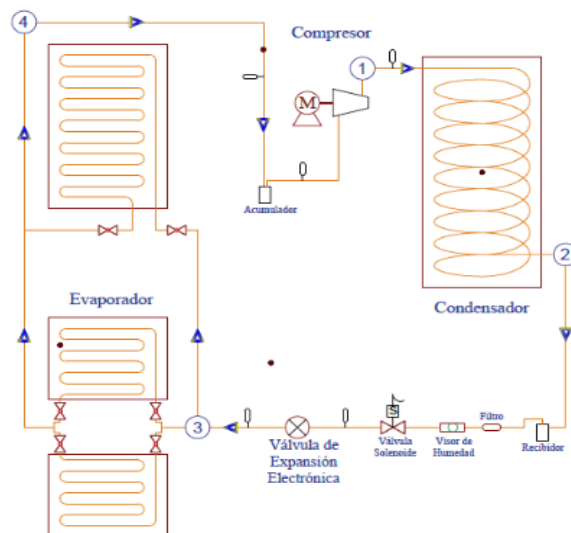 4
Compresor
1
M
Acumulador
2
Evaporador
Condensador
3
S
Válvula de
Expansión
Electrónica
Válvula
Solenoide
Visor de
Humedad
Filtro
Recibidor